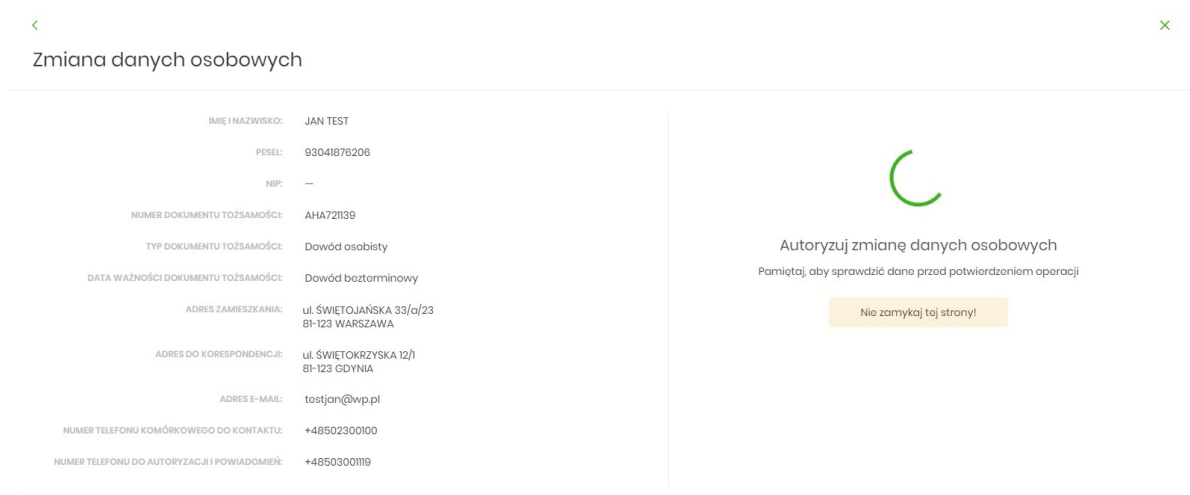 Zmiana danych osobowych
IMIĘ I NAZWISKO: JAN TEST
PESEL: 93041876206
NIP: —
NUMER DOKUMENTU TOŻSAMOŚCI: AHA721139
TYP DOKUMENTU TOŻSAMOŚCI: Dowód osobisty
DATA WAŻNOŚCI DOKUMENTU TOŻSAMOŚCI: Dowód bezterminowy
ADRES ZAMIESZKANIA: ul. ŚWIĘTOJAŃSKA 33/a/23
81-123 WARSZAWA
ADRES DO KORESPONDENCJI: ul. ŚWIĘTOKRZYSKA 12/1
81-123 GDYNIA
ADRES E-MAIL: testjan@wp.pl
NUMER TELEFONU KOMÓRKOWEGO DO KONTAKTU: +48502300100
NUMER TELEFONU DO AUTORYZACJI I POWIADOMIEŃ: +48503001119
Autoryzuj zmianę danych osobowych
Pamiętaj, aby sprawdzić dane przed potwierdzeniem operacji
Nie zamykaj tej strony!